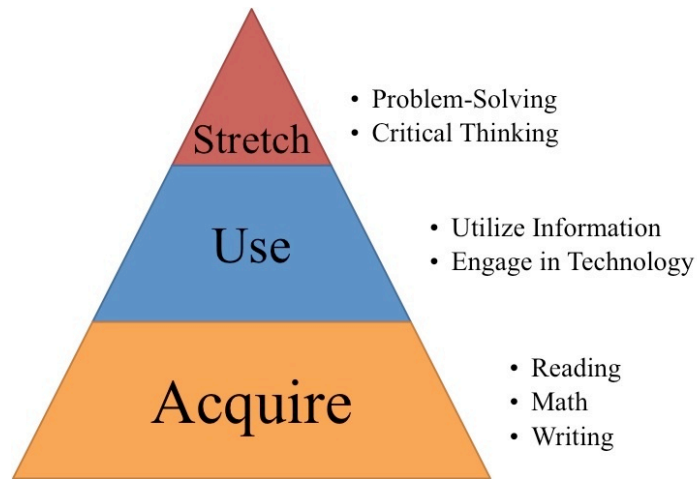 • Problem-Solving
• Critical Thinking
Stretch
• Utilize Information
Use
• Engage in Technology
• Reading
Acquire
• Math
• Writing